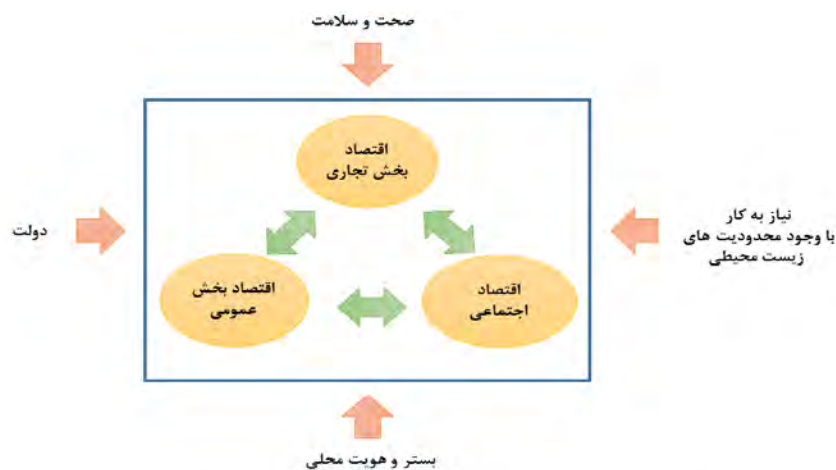 صحت و سلامت
اقتصاد
بخش تجاری
نیاز به کار
با وجود محدودیت های
زیست محیطی
دولت
اقتصاد
اجتماعی
اقتصاد بخش
عمومی
بستر و هویت محلی